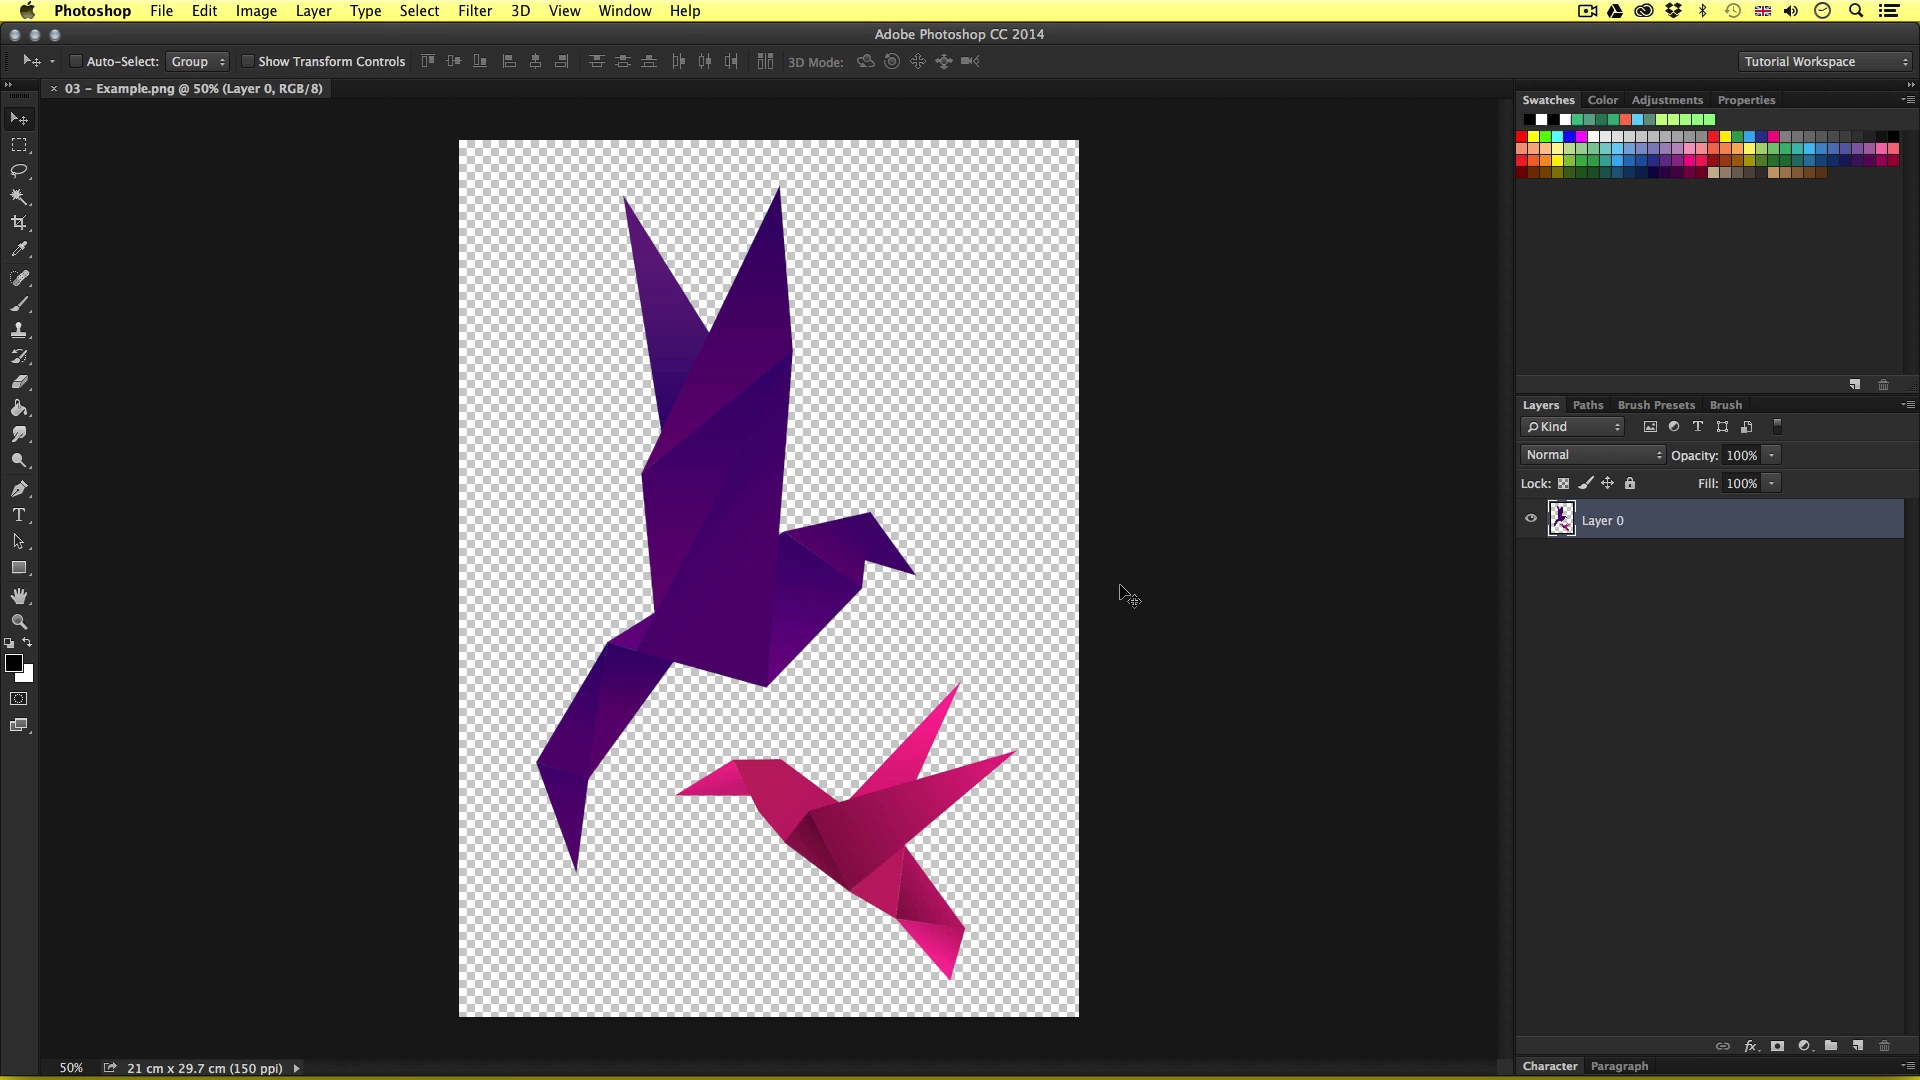 Photoshop File Edit Image Layer Type Select Filter 3D View Window Help
Adobe Photoshop CC 2014
Auto-Select: Group Show Transform Controls 3D Mode: Tutorial Workspace
× 03 - Example.png @ 50% (Layer 0, RGB/8)
Swatches Color Adjustments Properties
Layers Paths Brush Presets Brush
Kind T
Normal Opacity: 100%
Lock: Fill: 100%
Layer 0
T
fx
50% 21 cm x 29.7 cm (150 ppi)
Character Paragraph